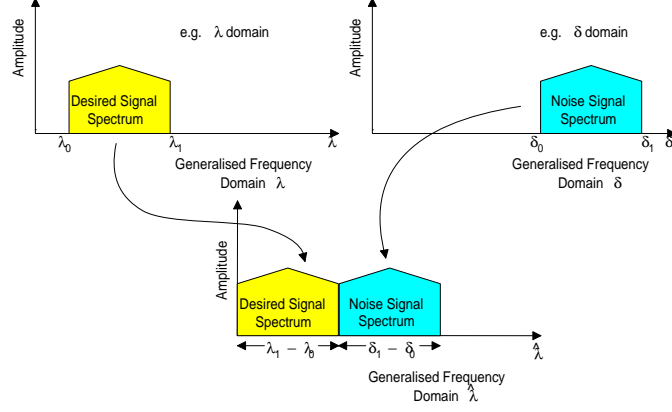 Amplitude
e.g. λ domain
Desired Signal
Spectrum
λ0
λ1
λ
Generalised Frequency
Domain λ
Amplitude
e.g. δ domain
Noise Signal
Spectrum
δ0
δ1
δ
Generalised Frequency
Domain δ
Amplitude
Desired Signal
Spectrum
Noise Signal
Spectrum
λ1 − λ0
δ1 − δ0
λ̂
Generalised Frequency
Domain λ̂